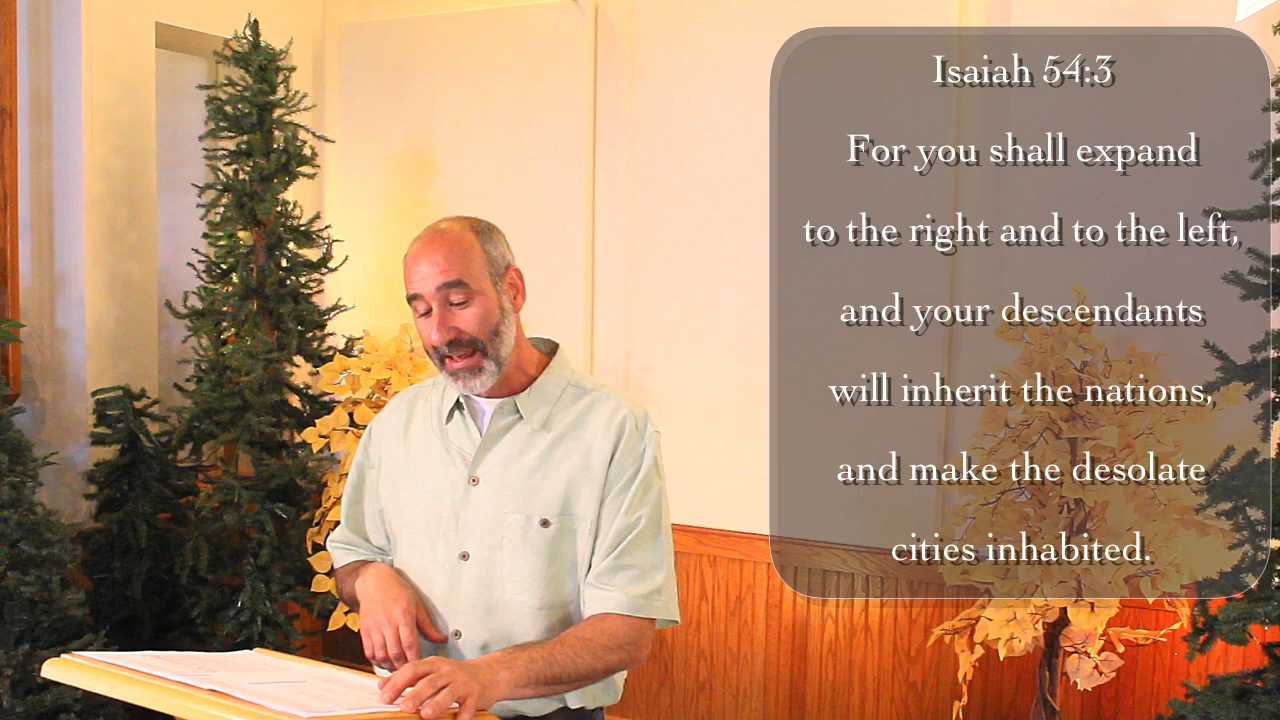 Isaiah 54:3
For you shall expand
to the right and to the left,
and your descendants
will inherit the nations,
and make the desolate
cities inhabited.